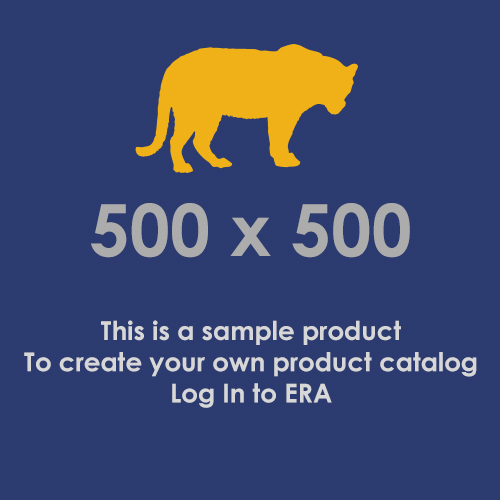 500 x 500
This is a sample product
To create your own product catalog
Log In to ERA